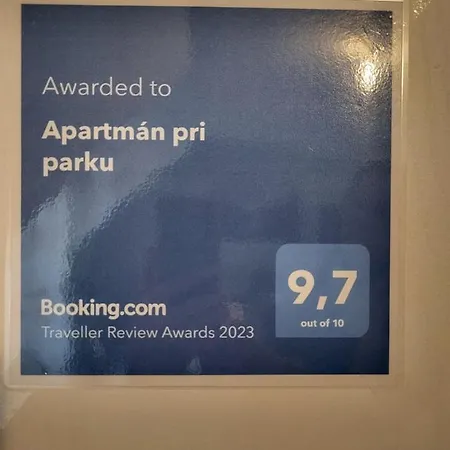 Awarded to
Apartmán pri
parku
Booking.com
Traveller Review Awards 2023
9,7
out of 10